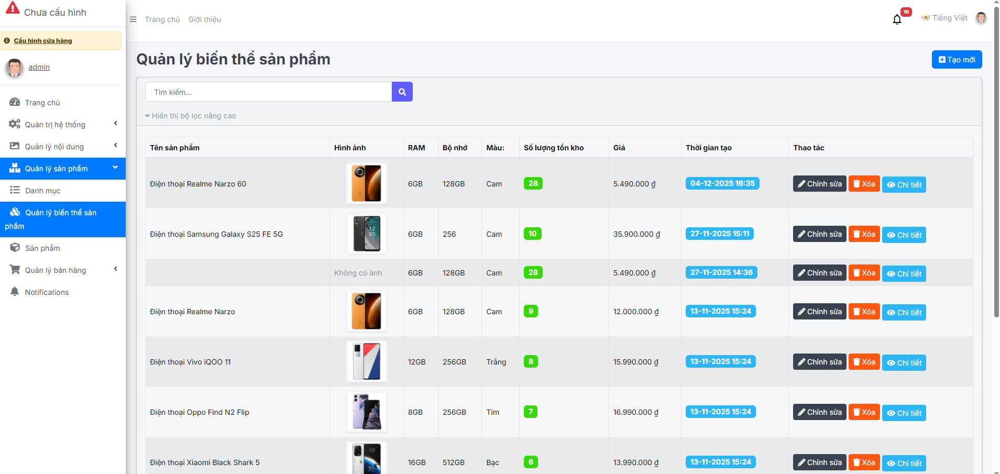 Chưa cấu hình
Cấu hình cửa hàng
admin
Trang chủ
Quản trị hệ thống
Quản lý nội dung
Quản lý sản phẩm
Danh mục
Quản lý biến thể sản
phẩm
Sản phẩm
Quản lý bán hàng
Notifications
Trang chủ Giới thiệu
16
Tiếng Việt
Quản lý biến thể sản phẩm
Tạo mới
Tìm kiếm...
Hiển thị bộ lọc nâng cao
Tên sản phẩm Hình ảnh RAM Bộ nhớ Màu: Số lượng tồn kho Giá Thời gian tạo Thao tác
Điện thoại Realme Narzo 60 6GB 128GB Cam 28 5.490.000 ₫ 04-12-2025 16:35 Chỉnh sửa Xóa Chi tiết
Điện thoại Samsung Galaxy S25 FE 5G 12 00 6GB 256 Cam 10 35.900.000 ₫ 27-11-2025 15:11 Chỉnh sửa Xóa Chi tiết
Không có ảnh 6GB 128GB Cam 28 5.490.000 ₫ 27-11-2025 14:36 Chỉnh sửa Xóa Chi tiết
Điện thoại Realme Narzo 6GB 128GB Cam 9 12.000.000 ₫ 13-11-2025 15:24 Chỉnh sửa Xóa Chi tiết
Điện thoại Vivo iQOO 11 12GB 256GB Trắng 8 15.990.000 ₫ 13-11-2025 15:24 Chỉnh sửa Xóa Chi tiết
Điện thoại Oppo Find N2 Flip 8GB 256GB Tím 7 16.990.000 ₫ 13-11-2025 15:24 Chỉnh sửa Xóa Chi tiết
Điện thoại Xiaomi Black Shark 5 5:00 16GB 512GB Bạc 6 13.990.000 ₫ 13-11-2025 15:24 Chỉnh sửa Xóa Chi tiết